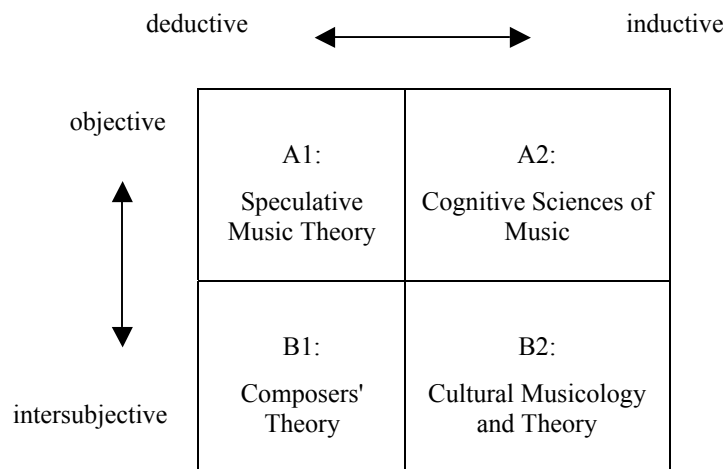 deductive inductive
objective
A1:
Speculative
Music Theory
A2:
Cognitive Sciences of
Music
B1:
Composers'
Theory
B2:
Cultural Musicology
and Theory
intersubjective